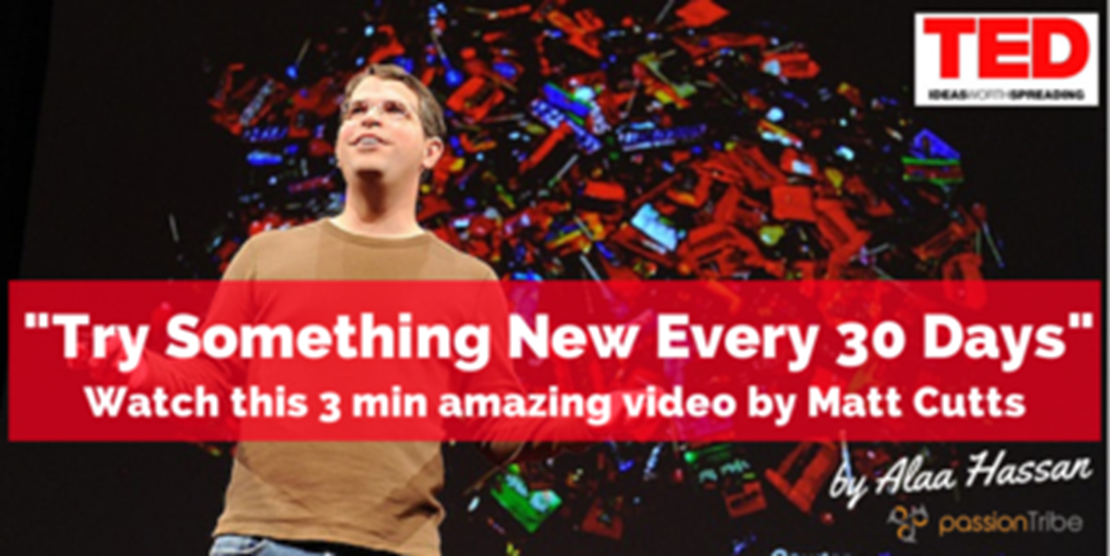 TED
IDEAS WORTH SPREADING
"Try Something New Every 30 Days"
Watch this 3 min amazing video by Matt Cutts
by Alaa Hassan
passionTribe